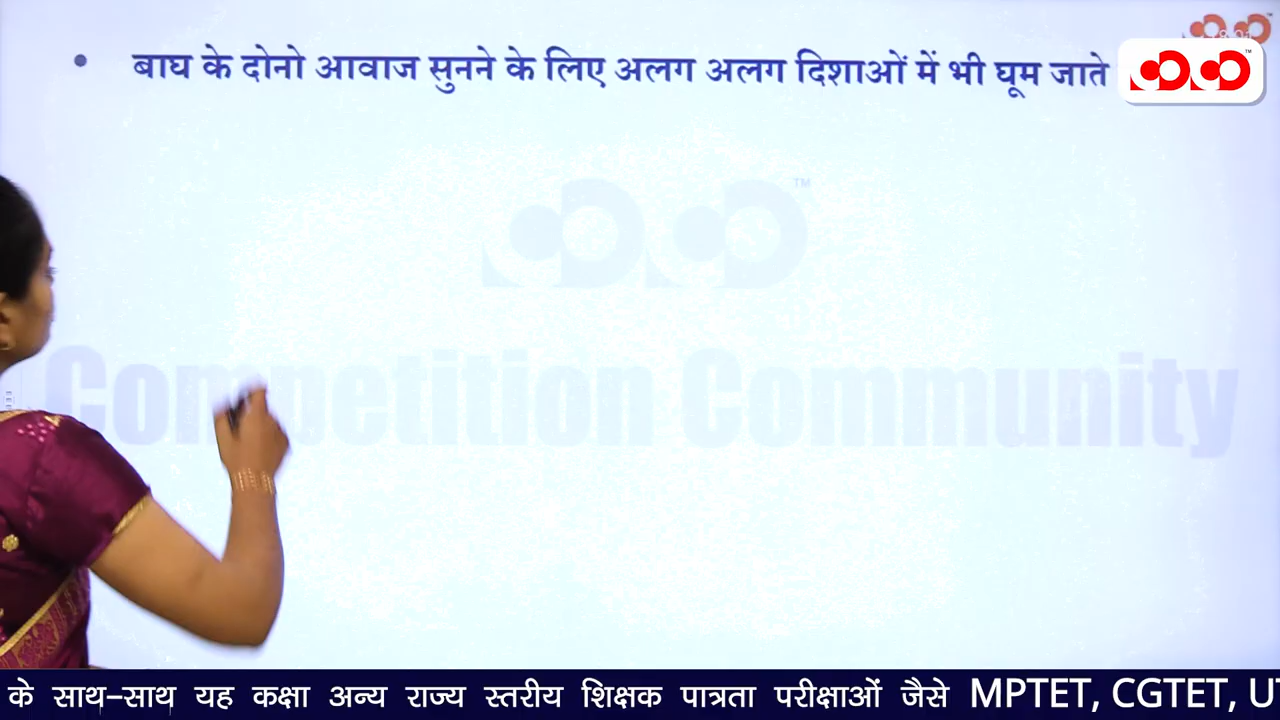 • बाघ के दोनो आवाज सुनने के लिए अलग अलग दिशाओं में भी घूम जाते
Competition Community
के साथ–साथ यह कक्षा अन्य राज्य स्तरीय शिक्षक पात्रता परीक्षाओं जैसे MPTET, CGTET,